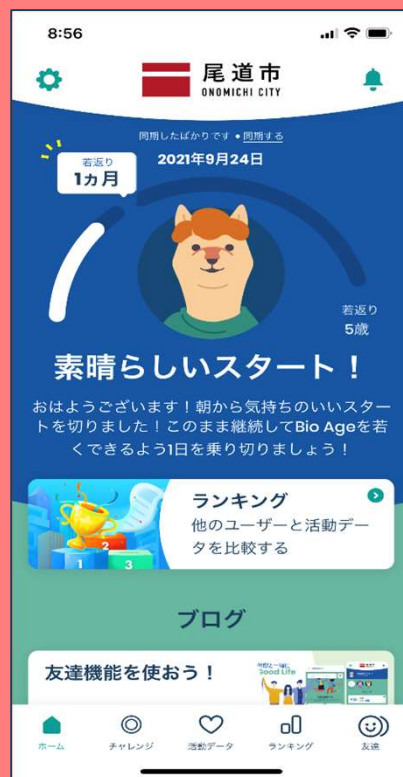 8:56
尾道市
ONOMICHI CITY
同期したばかりです • 同期する
2021年9月24日
若返り
1ヵ月
若返り
5歳
素晴らしいスタート！
おはようございます！朝から気持ちのいいスター
トを切りました！このまま継続してBio Ageを若
くできるよう1日を乗り切りましょう！
ランキング
他のユーザーと活動デー
タを比較する
2
1
3
ブログ
友達機能を使おう！
Good Life
ホーム
チャレンジ
活動データ
ランキング
友達